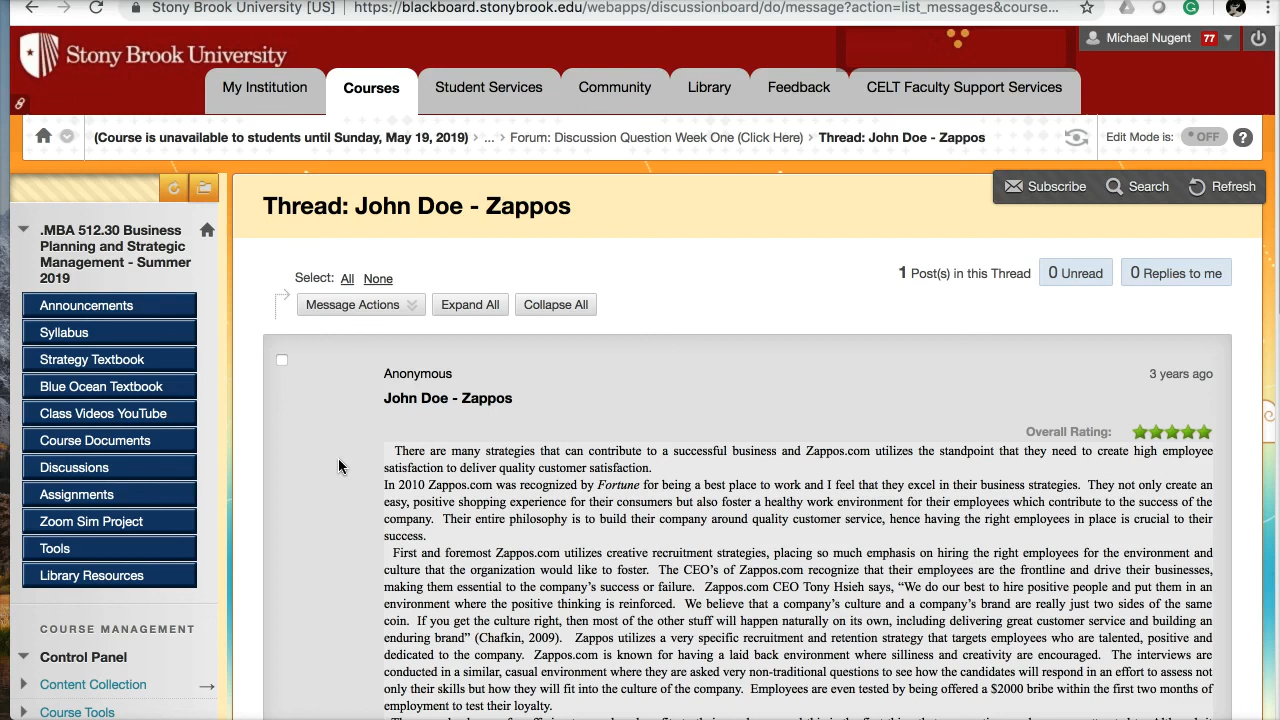 Stony Brook University [US]
https://blackboard.stonybrook.edu/webapps/discussionboard/do/message?action=list_messages&course...
Stony Brook University
Michael Nugent 77
My Institution
Courses
Student Services
Community
Library
Feedback
CELT Faculty Support Services
(Course is unavailable to students until Sunday, May 19, 2019) › ... › Forum: Discussion Question Week One (Click Here) › Thread: John Doe - Zappos
Edit Mode is: OFF ?
Subscribe
Search
Refresh
Thread: John Doe - Zappos
.MBA 512.30 Business
Planning and Strategic
Management - Summer
2019
Announcements
Syllabus
Strategy Textbook
Blue Ocean Textbook
Class Videos YouTube
Course Documents
Discussions
Assignments
Zoom Sim Project
Tools
Library Resources
COURSE MANAGEMENT
Control Panel
Content Collection
Course Tools
Select: All None
1 Post(s) in this Thread
0 Unread
0 Replies to me
Message Actions
Expand All
Collapse All
Anonymous
3 years ago
John Doe - Zappos
Overall Rating:
There are many strategies that can contribute to a successful business and Zappos.com utilizes the standpoint that they need to create high employee
satisfaction to deliver quality customer satisfaction.
In 2010 Zappos.com was recognized by Fortune for being a best place to work and I feel that they excel in their business strategies. They not only create an
easy, positive shopping experience for their consumers but also foster a healthy work environment for their employees which contribute to the success of the
company. Their entire philosophy is to build their company around quality customer service, hence having the right employees in place is crucial to their
success.
First and foremost Zappos.com utilizes creative recruitment strategies, placing so much emphasis on hiring the right employees for the environment and
culture that the organization would like to foster. The CEO's of Zappos.com recognize that their employees are the frontline and drive their businesses,
making them essential to the company's success or failure. Zappos.com CEO Tony Hsieh says, “We do our best to hire positive people and put them in an
environment where the positive thinking is reinforced. We believe that a company's culture and a company's brand are really just two sides of the same
coin. If you get the culture right, then most of the other stuff will happen naturally on its own, including delivering great customer service and building an
enduring brand” (Chafkin, 2009). Zappos utilizes a very specific recruitment and retention strategy that targets employees who are talented, positive and
dedicated to the company. Zappos.com is known for having a laid back environment where silliness and creativity are encouraged. The interviews are
conducted in a similar, casual environment where they are asked very non-traditional questions to see how the candidates will respond in an effort to assess not
only their skills but how they will fit into the culture of the company. Employees are even tested by being offered a $2000 bribe within the first two months of
employment to test their loyalty.